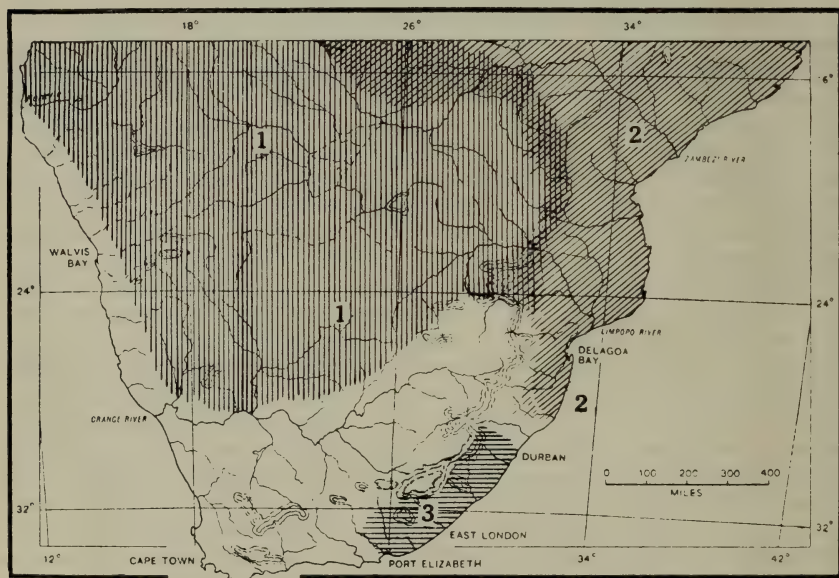 18° 26° 34°
16°
1
2
ZAMBEZI RIVER
WALVIS
BAY
24° 24°
1
LIMPOPO RIVER
DELAGOA
BAY
ORANGE RIVER
2
DURBAN
0 100 200 300 400
MILES
3
32° 32°
EAST LONDON
CAPE TOWN
PORT ELIZABETH
12° 34° 42°